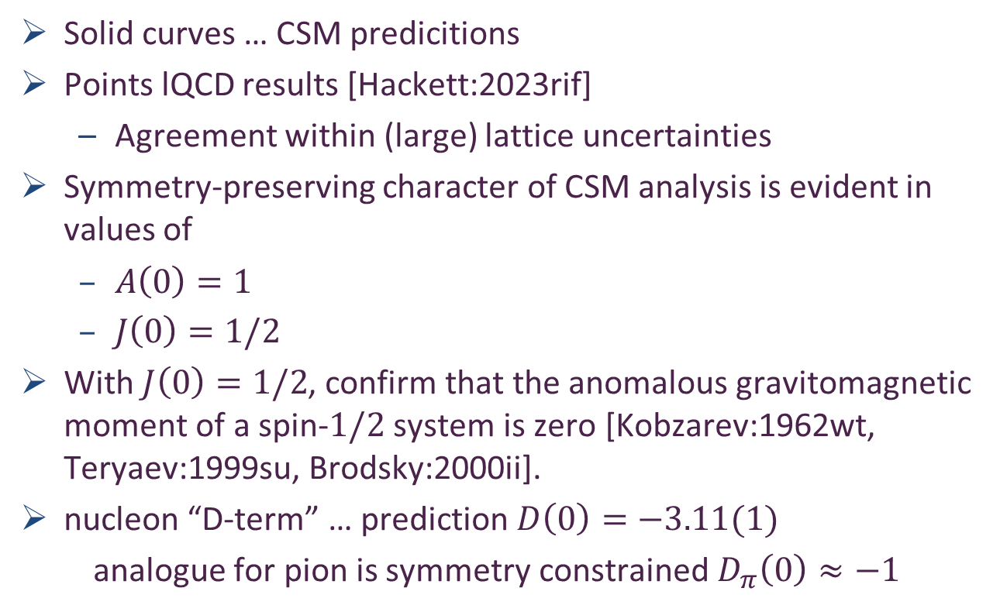 ➢ Solid curves … CSM predicitions
➢ Points lQCD results [Hackett:2023rif]
– Agreement within (large) lattice uncertainties
➢ Symmetry-preserving character of CSM analysis is evident in
values of
– A(0) = 1
– J(0) = 1/2
➢ With J(0) = 1/2, confirm that the anomalous gravitomagnetic
moment of a spin-1/2 system is zero [Kobzarev:1962wt,
Teryaev:1999su, Brodsky:2000ii].
➢ nucleon “D-term” … prediction D(0) = −3.11(1)
analogue for pion is symmetry constrained D_π(0) ≈ −1